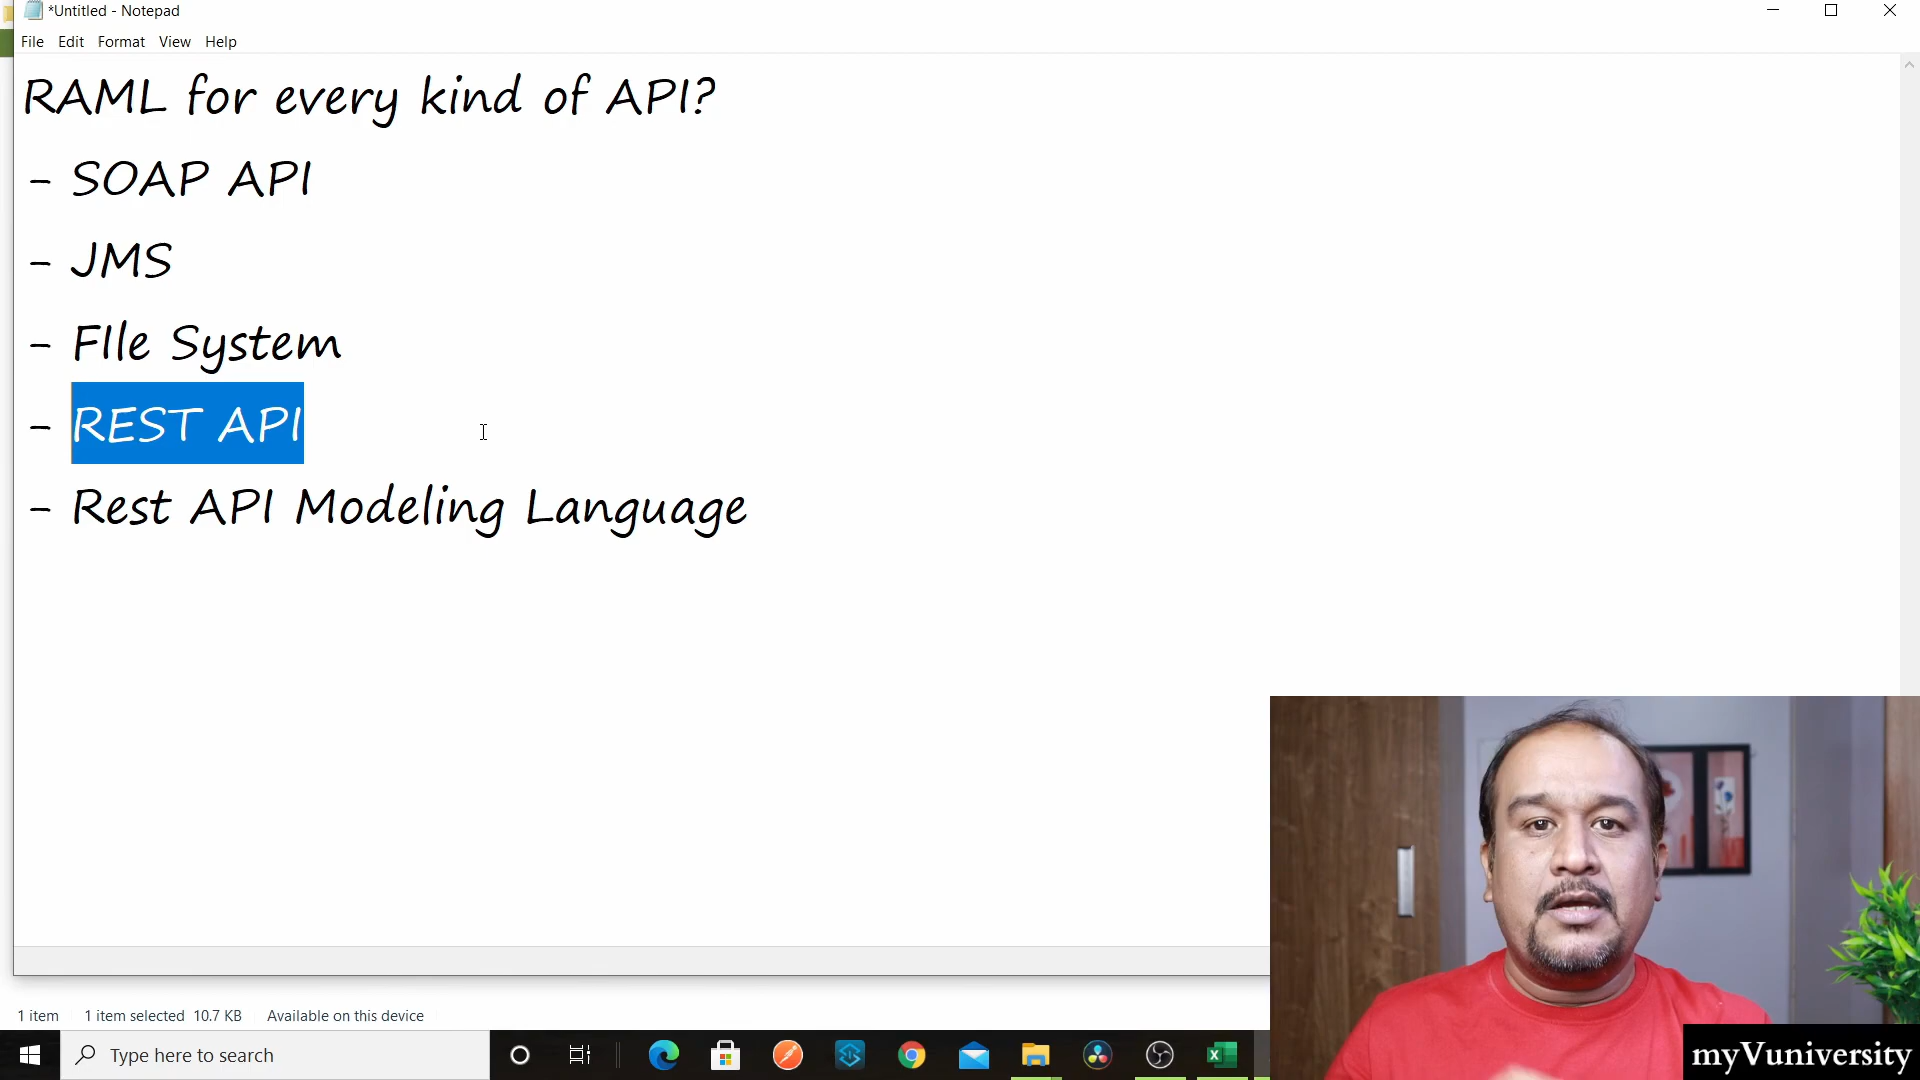 *Untitled - Notepad
File Edit Format View Help
RAML for every kind of API?
- SOAP API
- JMS
- FIle System
- REST API
- Rest API Modeling Language
1 item 1 item selected 10.7 KB Available on this device
Type here to search
myVuniversity